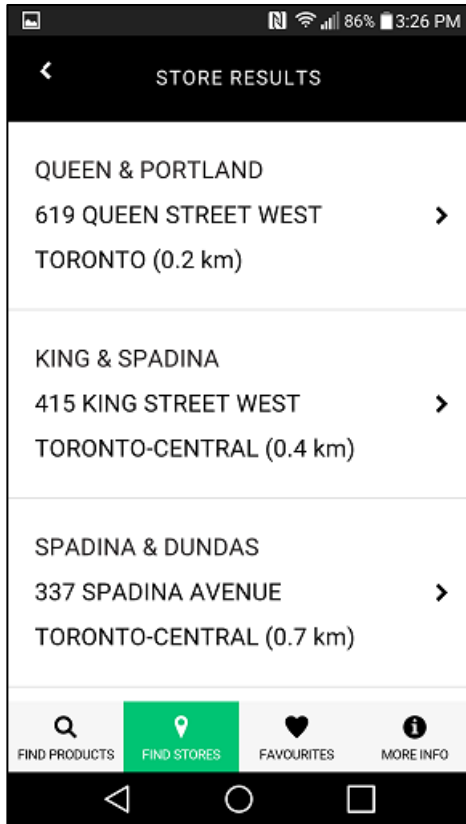 86% 3:26 PM
STORE RESULTS
QUEEN & PORTLAND
619 QUEEN STREET WEST
TORONTO (0.2 km)
KING & SPADINA
415 KING STREET WEST
TORONTO-CENTRAL (0.4 km)
SPADINA & DUNDAS
337 SPADINA AVENUE
TORONTO-CENTRAL (0.7 km)
FIND PRODUCTS FIND STORES FAVOURITES MORE INFO